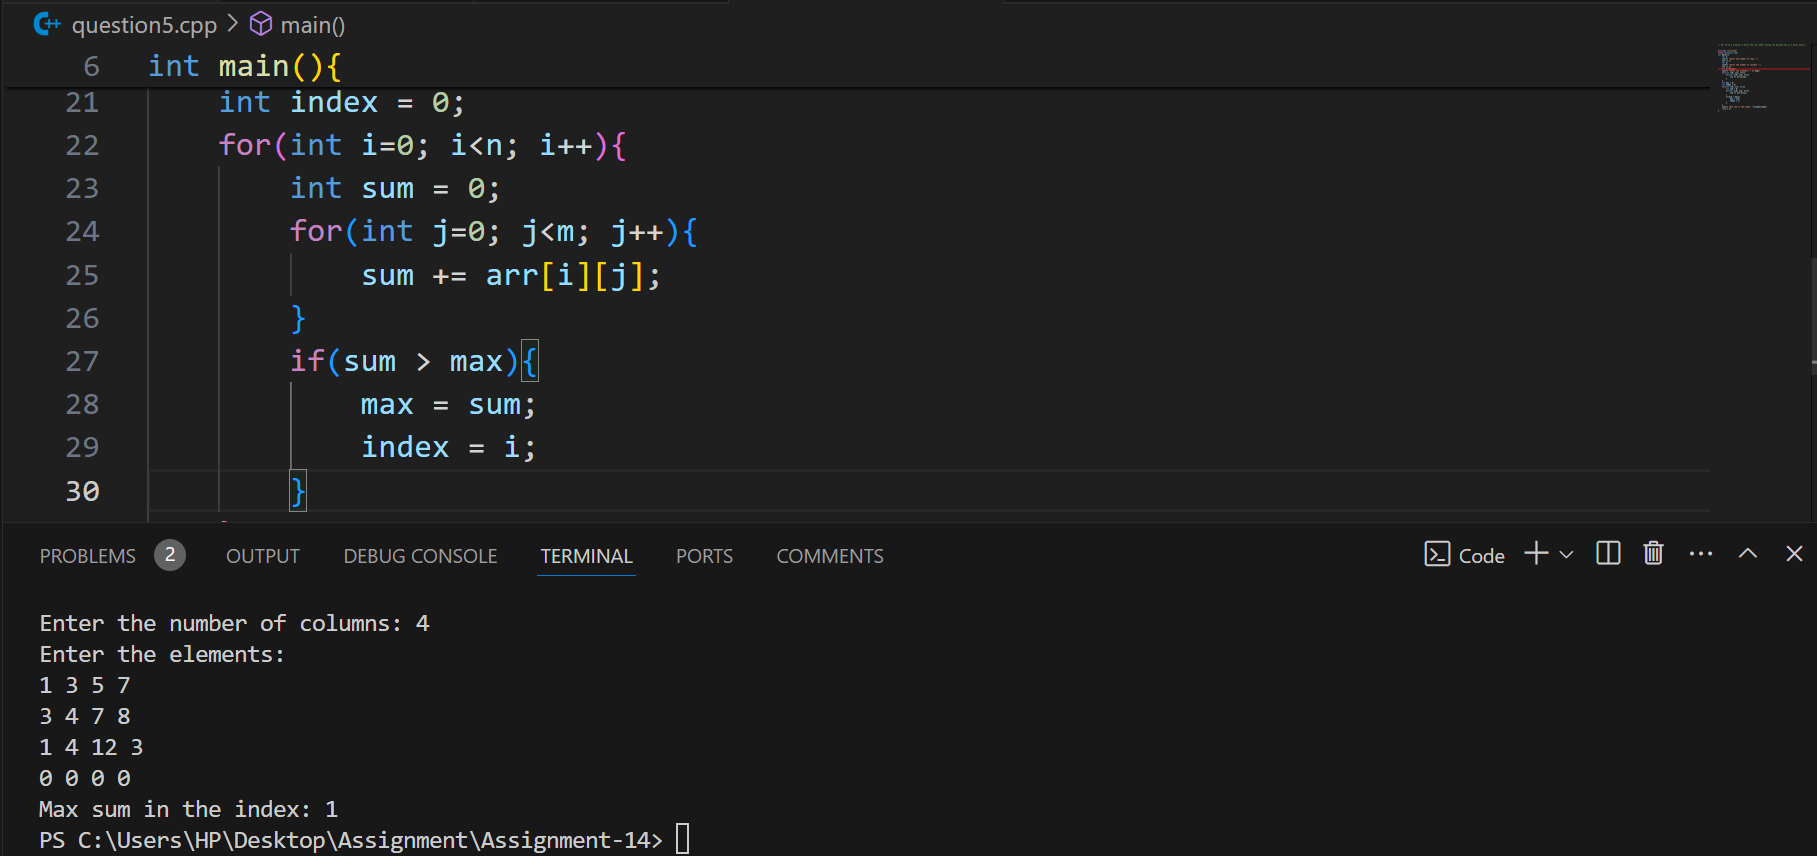 question5.cpp > main()
6 int main(){
21 int index = 0;
22 for(int i=0; i<n; i++){
23 int sum = 0;
24 for(int j=0; j<m; j++){
25 sum += arr[i][j];
26 }
27 if(sum > max){
28 max = sum;
29 index = i;
30 }
PROBLEMS 2 OUTPUT DEBUG CONSOLE TERMINAL PORTS COMMENTS Code
Enter the number of columns: 4
Enter the elements:
1 3 5 7
3 4 7 8
1 4 12 3
0 0 0 0
Max sum in the index: 1
PS C:\Users\HP\Desktop\Assignment\Assignment-14>